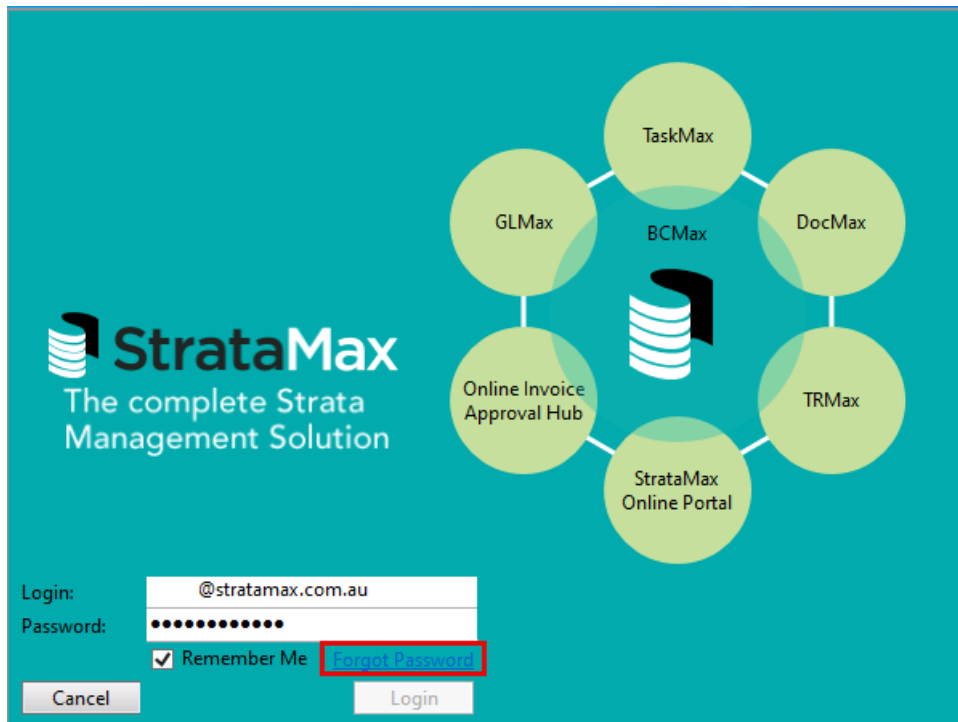 TaskMax
GLMax
BCMax
DocMax
StrataMax
The complete Strata
Management Solution
Online Invoice
Approval Hub
TRMax
StrataMax
Online Portal
Login:
@stratamax.com.au
Password:
••••••••••••
Remember Me
Forgot Password
Cancel
Login